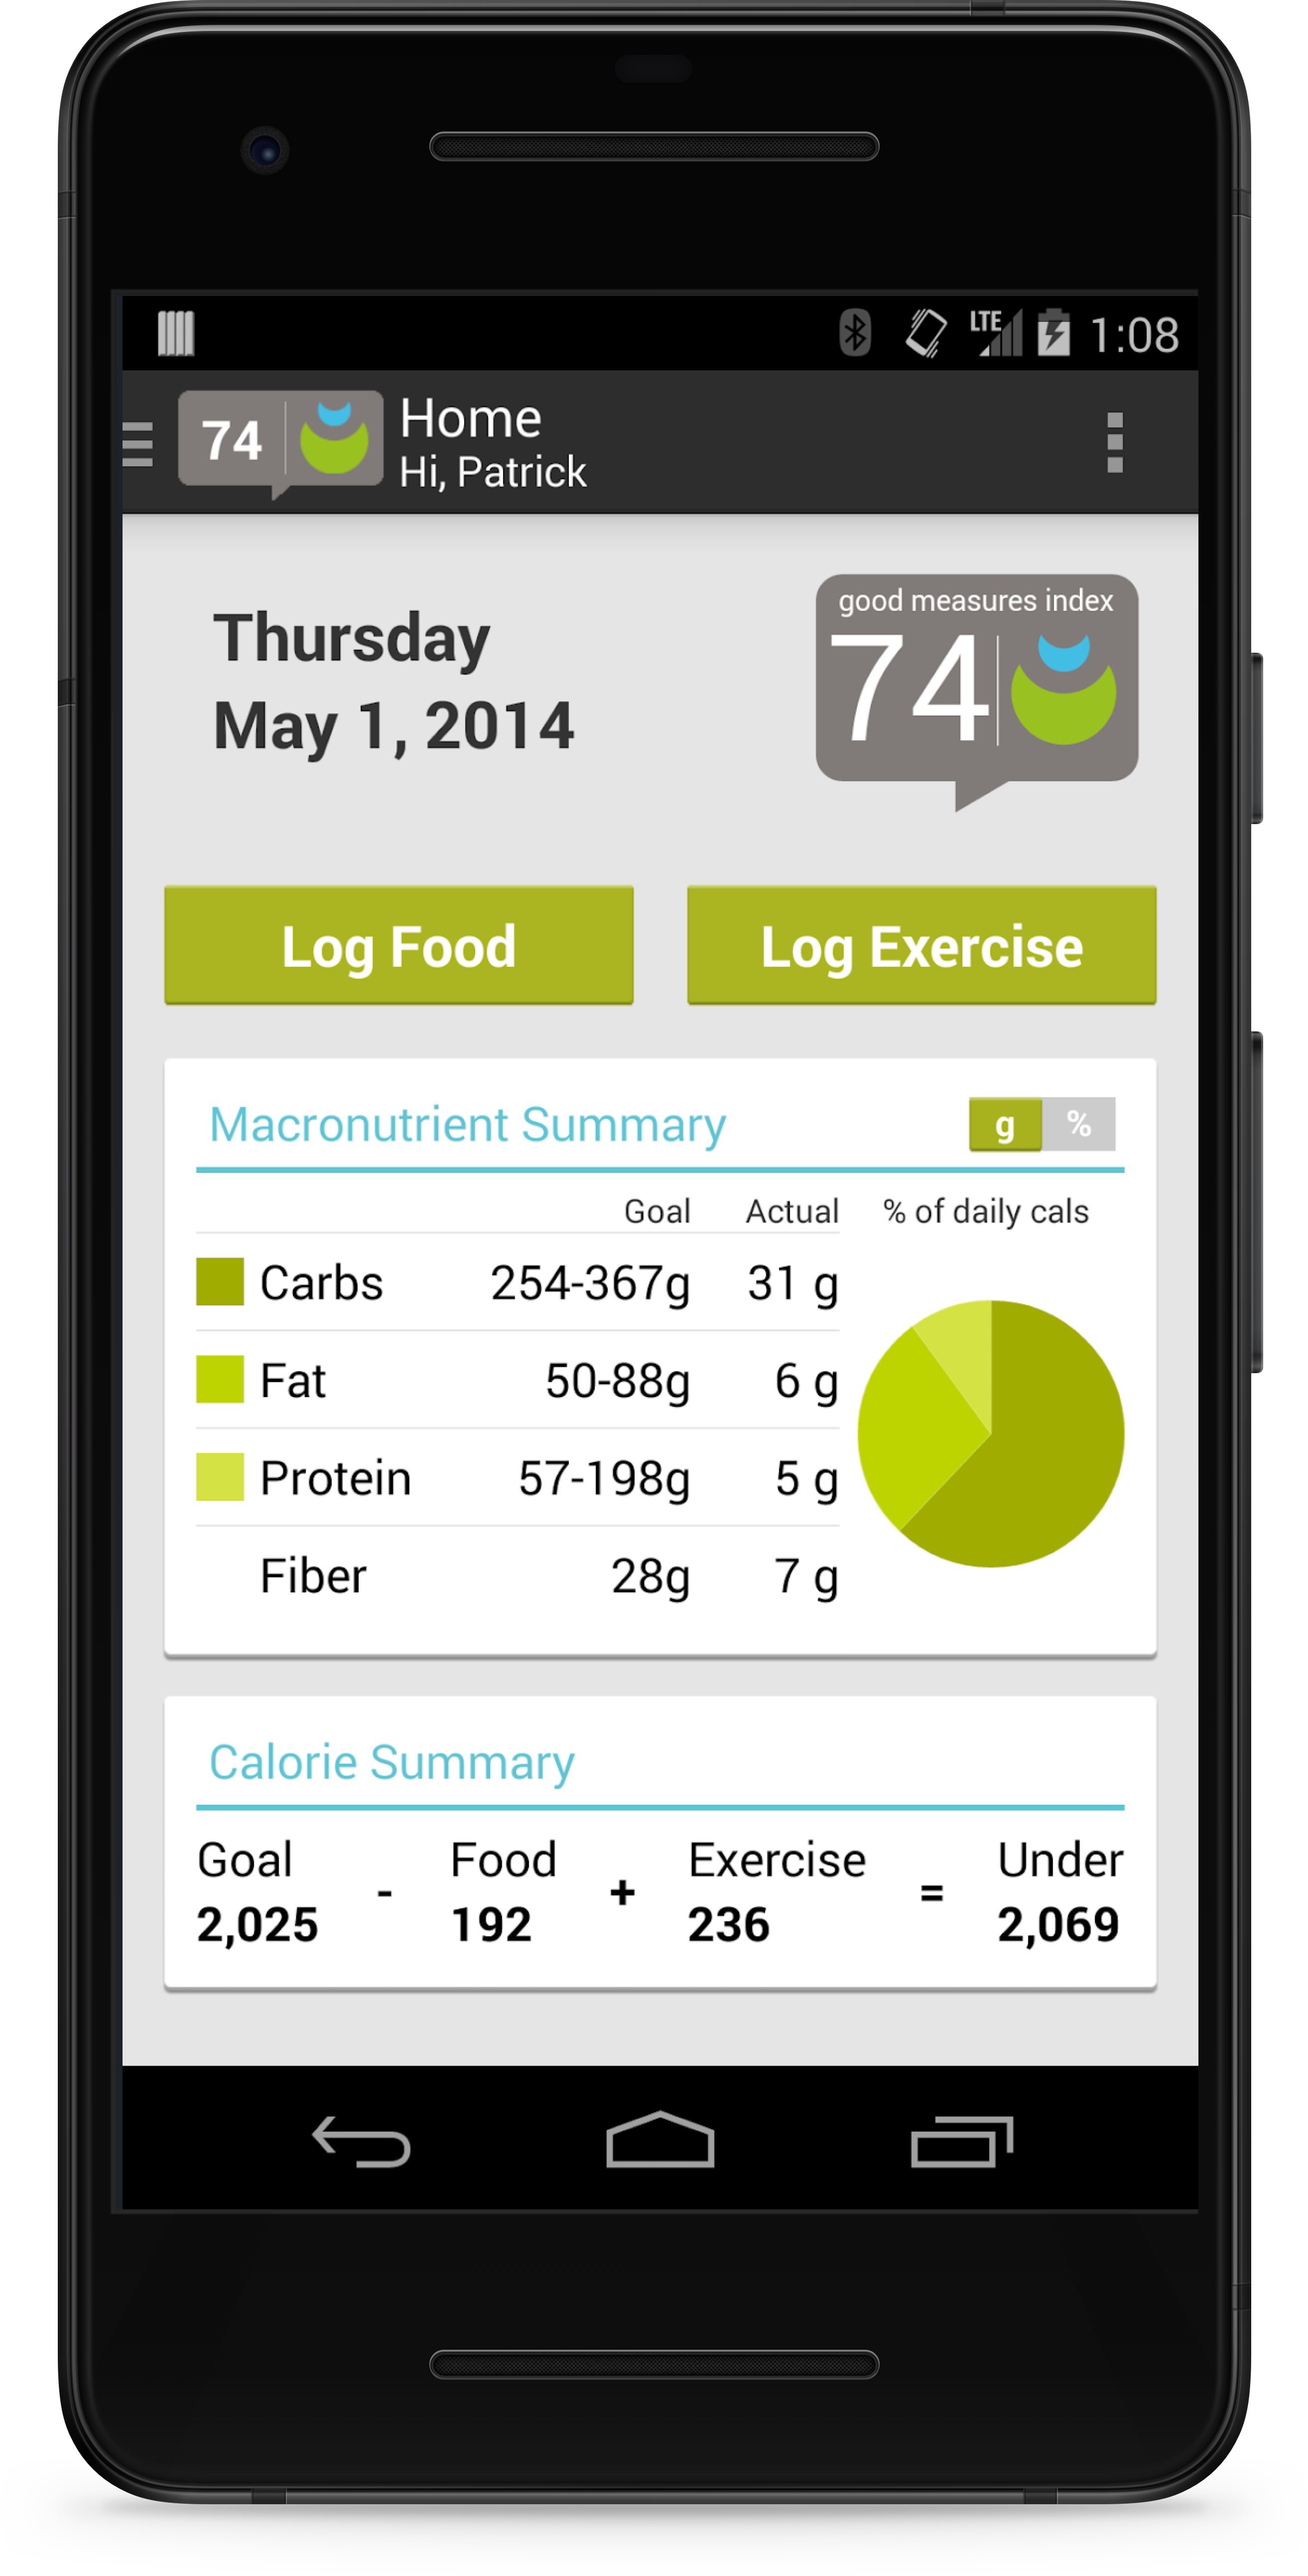 LTE 1:08
74 Home
Hi, Patrick
Thursday
May 1, 2014
good measures index
74
Log Food Log Exercise
Macronutrient Summary g %
Goal Actual % of daily cals
Carbs 254-367g 31 g
Fat 50-88g 6 g
Protein 57-198g 5 g
Fiber 28g 7 g
Calorie Summary
Goal Food Exercise Under
2,025 - 192 + 236 = 2,069